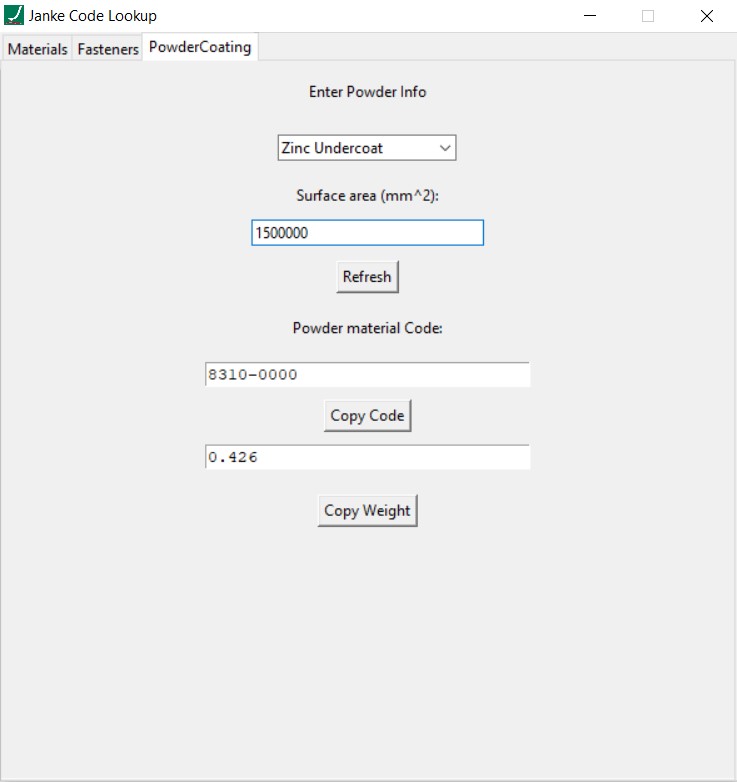 Janke Code Lookup
Materials Fasteners PowderCoating
Enter Powder Info
Zinc Undercoat
Surface area (mm^2):
1500000
Refresh
Powder material Code:
8310-0000
Copy Code
0.426
Copy Weight